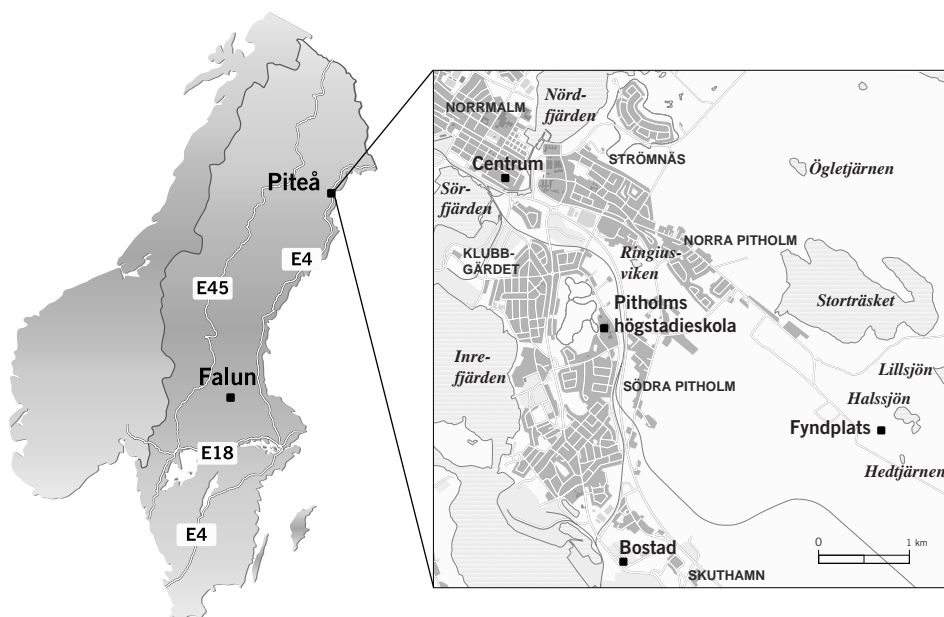 Piteå
E4
E45
Falun
E18
E4
NORRMALM
Nörd-
fjärden
STRÖMNÄS
Centrum
Ögletjärnen
Sör-
fjärden
NORRA PITHOLM
KLUBB-
GÄRDET
Ringius-
viken
Storträsket
Pitholms
högstadieskola
Inre-
fjärden
Lillsjön
SÖDRA PITHOLM
Halssjön
Fyndplats
Hedtjärnen
Bostad
0 1 km
SKUTHAMN